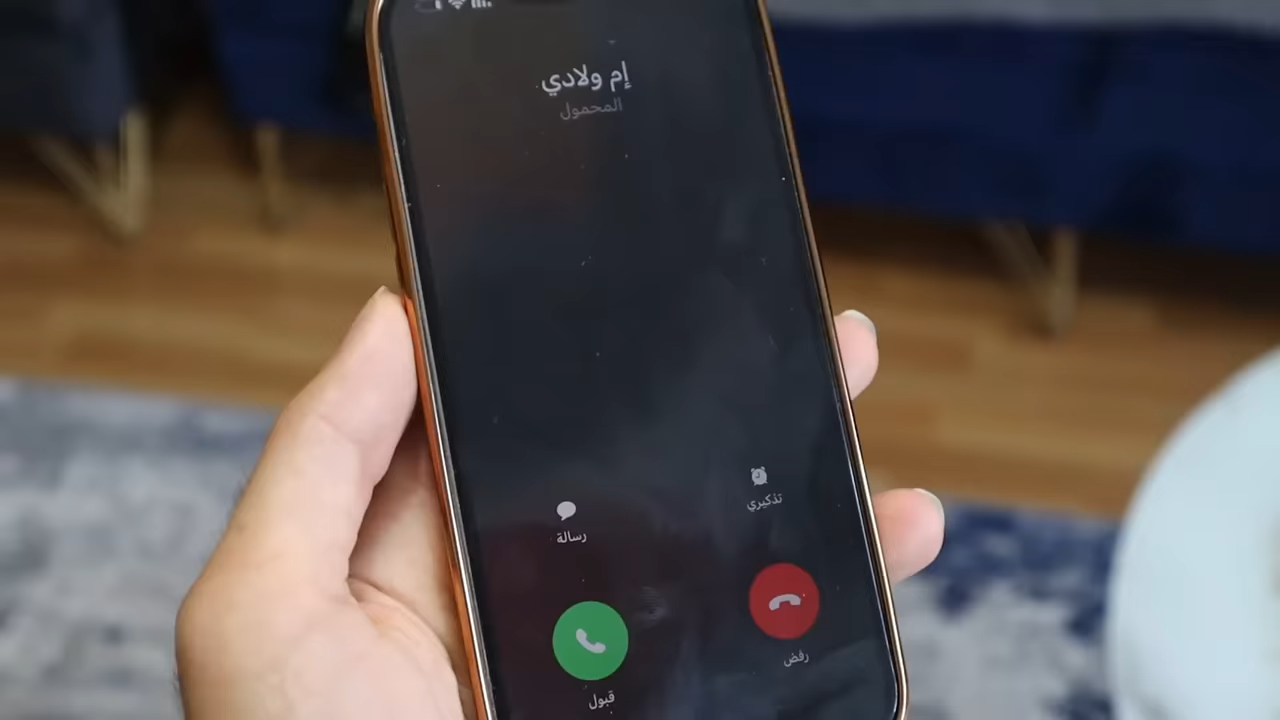 إم ولادي
المحمول
تذكيري
رسالة
رفض
قبول